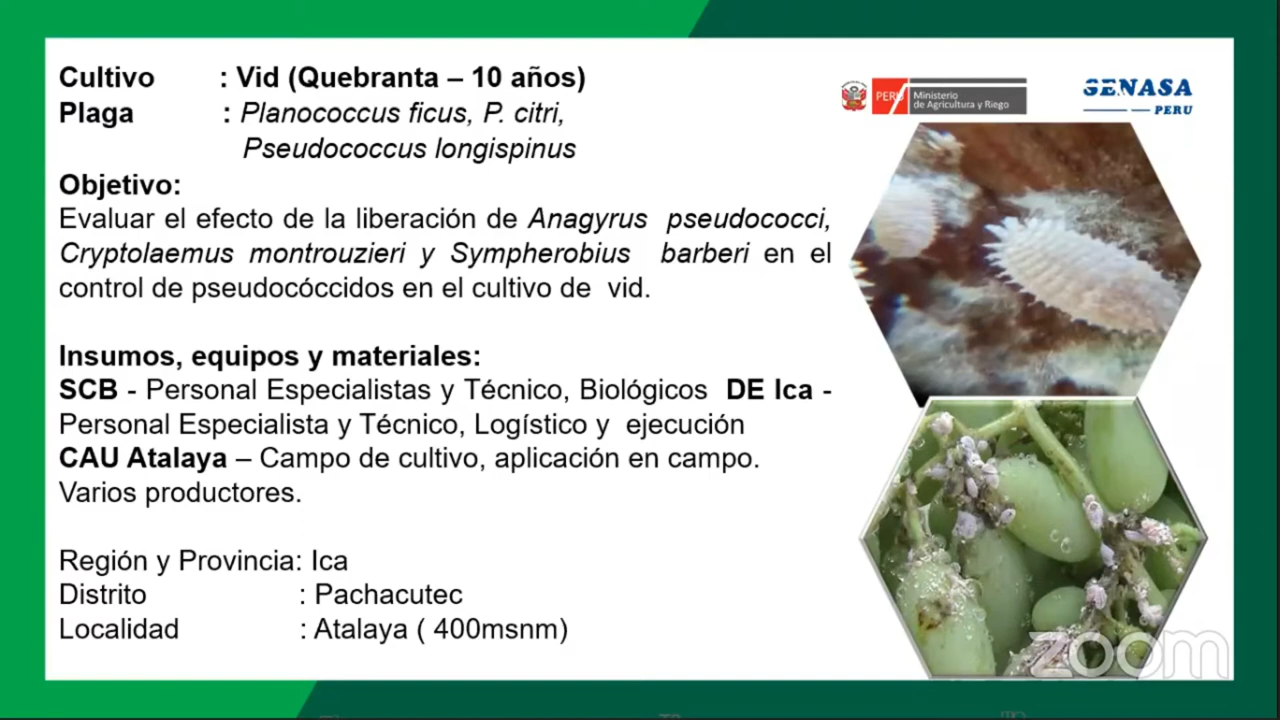 Cultivo : Vid (Quebranta – 10 años)
Plaga : Planococcus ficus, P. citri,
Pseudococcus longispinus
Objetivo:
Evaluar el efecto de la liberación de Anagyrus pseudococci,
Cryptolaemus montrouzieri y Sympherobius barberi en el
control de pseudocóccidos en el cultivo de vid.
Insumos, equipos y materiales:
SCB - Personal Especialistas y Técnico, Biológicos DE Ica -
Personal Especialista y Técnico, Logístico y ejecución
CAU Atalaya – Campo de cultivo, aplicación en campo.
Varios productores.
Región y Provincia: Ica
Distrito : Pachacutec
Localidad : Atalaya ( 400msnm)
PERÚ
Ministerio
de Agricultura y Riego
SENASA
PERU
zoom